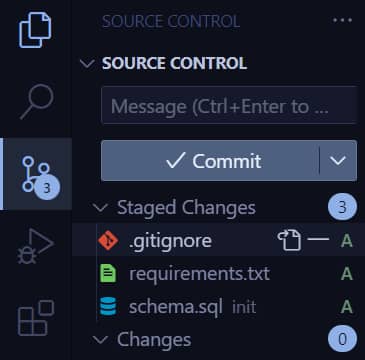 SOURCE CONTROL
SOURCE CONTROL
Message (Ctrl+Enter to ...
Commit
3
Staged Changes 3
.gitignore A
requirements.txt A
schema.sql init A
Changes 0